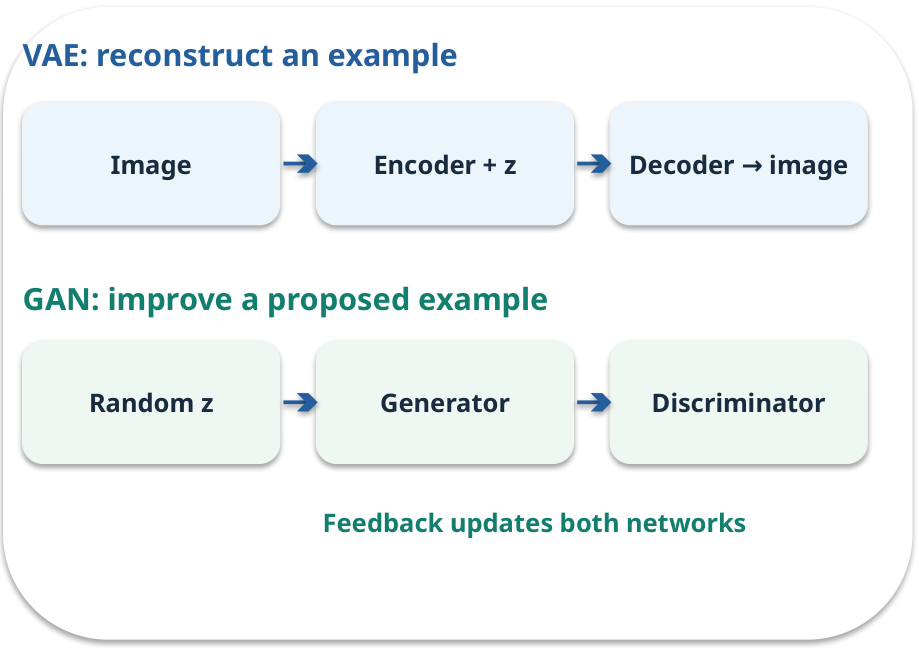 VAE: reconstruct an example
Image
Encoder + z
Decoder → image
GAN: improve a proposed example
Random z
Generator
Discriminator
Feedback updates both networks